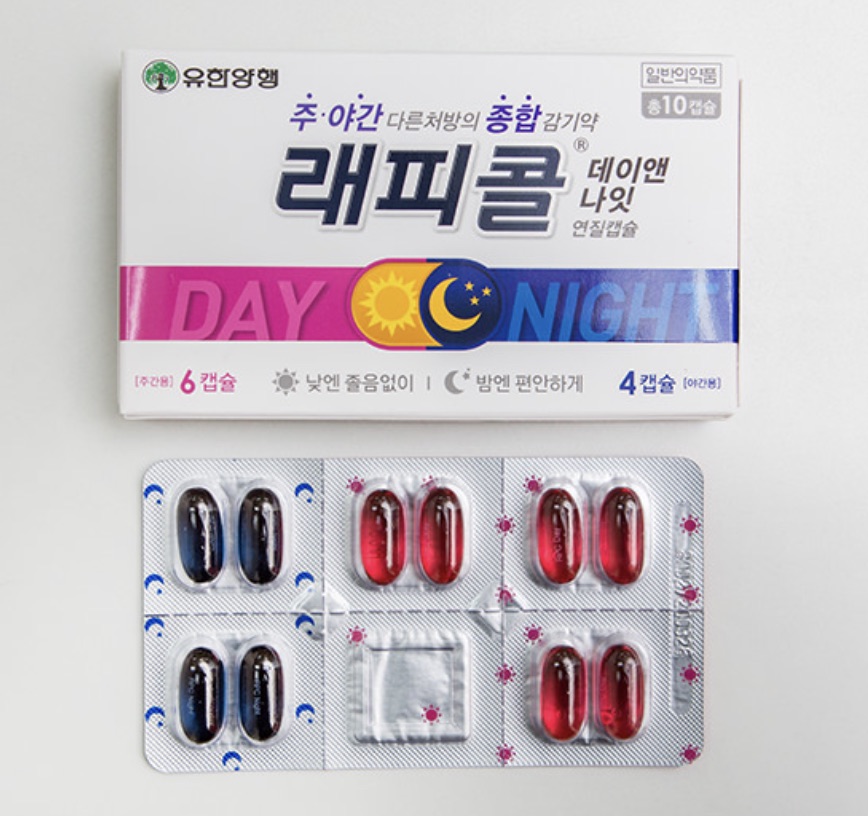 유한양행
일반의약품
총10캡슐
주·야간 다른처방의 종합감기약
래피콜® 데이앤
나잇
연질캡슐
DAY NIGHT
[주간용] 6캡슐 낮엔 졸음없이 | 밤엔 편안하게 4캡슐 [야간용]